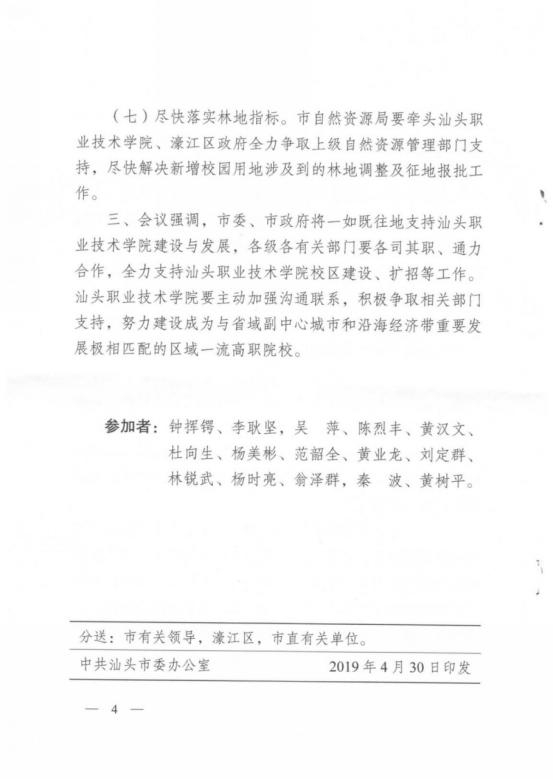 （七）尽快落实林地指标。市自然资源局要牵头汕头职
业技术学院、濠江区政府全力争取上级自然资源管理部门支
持，尽快解决新增校园用地涉及到的林地调整及征地报批工
作。
三、会议强调，市委、市政府将一如既往地支持汕头职
业技术学院建设与发展，各级各有关部门要各司其职、通力
合作，全力支持汕头职业技术学院校区建设、扩招等工作。
汕头职业技术学院要主动加强沟通联系，积极争取相关部门
支持，努力建设成为与省域副中心城市和沿海经济带重要发
展极相匹配的区域一流高职院校。
参加者：钟挥锷、李耿坚，吴　萍、陈烈丰、黄汉文、
杜向生、杨美彬、范韶全、黄业龙、刘定群、
林锐武、杨时亮、翁泽群，秦　波、黄树平。
分送：市有关领导，濠江区，市直有关单位。
中共汕头市委办公室　2019年4月30日印发
— 4 —